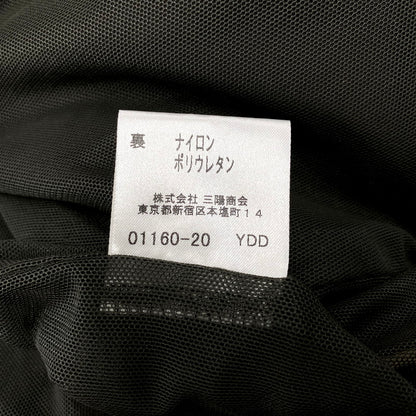 裏 ナイロン
ポリウレタン
株式会社 三陽商会
東京都新宿区本塩町14
01160-20 YDD